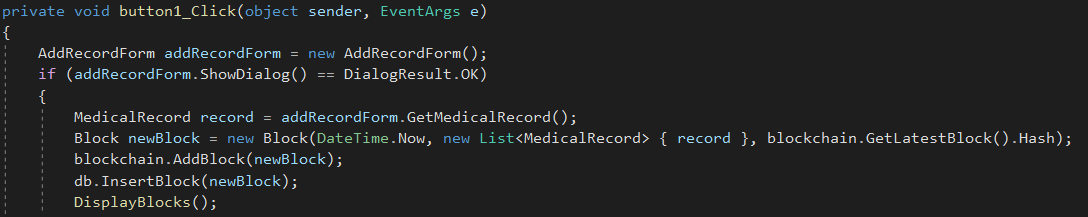 private void button1_Click(object sender, EventArgs e)
{
AddRecordForm addRecordForm = new AddRecordForm();
if (addRecordForm.ShowDialog() == DialogResult.OK)
{
MedicalRecord record = addRecordForm.GetMedicalRecord();
Block newBlock = new Block(DateTime.Now, new List<MedicalRecord> { record }, blockchain.GetLatestBlock().Hash);
blockchain.AddBlock(newBlock);
db.InsertBlock(newBlock);
DisplayBlocks();